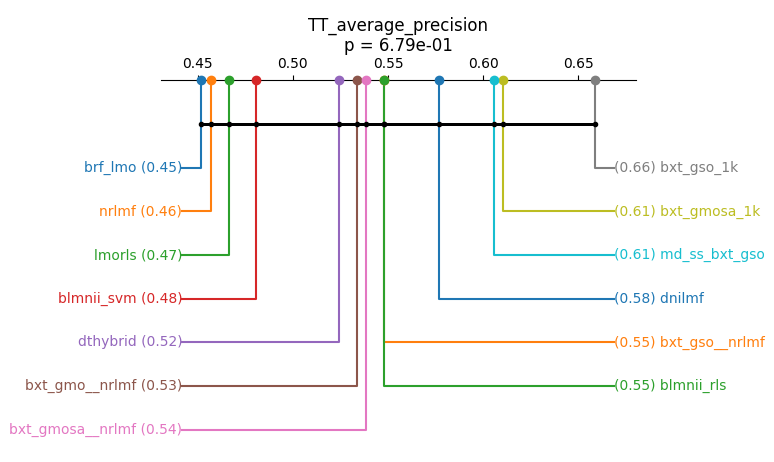 TT_average_precision
p = 6.79e-01
0.45 0.50 0.55 0.60 0.65
brf_lmo (0.45) (0.66) bxt_gso_1k
nrlmf (0.46) (0.61) bxt_gmosa_1k
lmorls (0.47) (0.61) md_ss_bxt_gso
blmnii_svm (0.48) (0.58) dnilmf
dthybrid (0.52) (0.55) bxt_gso__nrlmf
bxt_gmo__nrlmf (0.53) (0.55) blmnii_rls
bxt_gmosa__nrlmf (0.54)